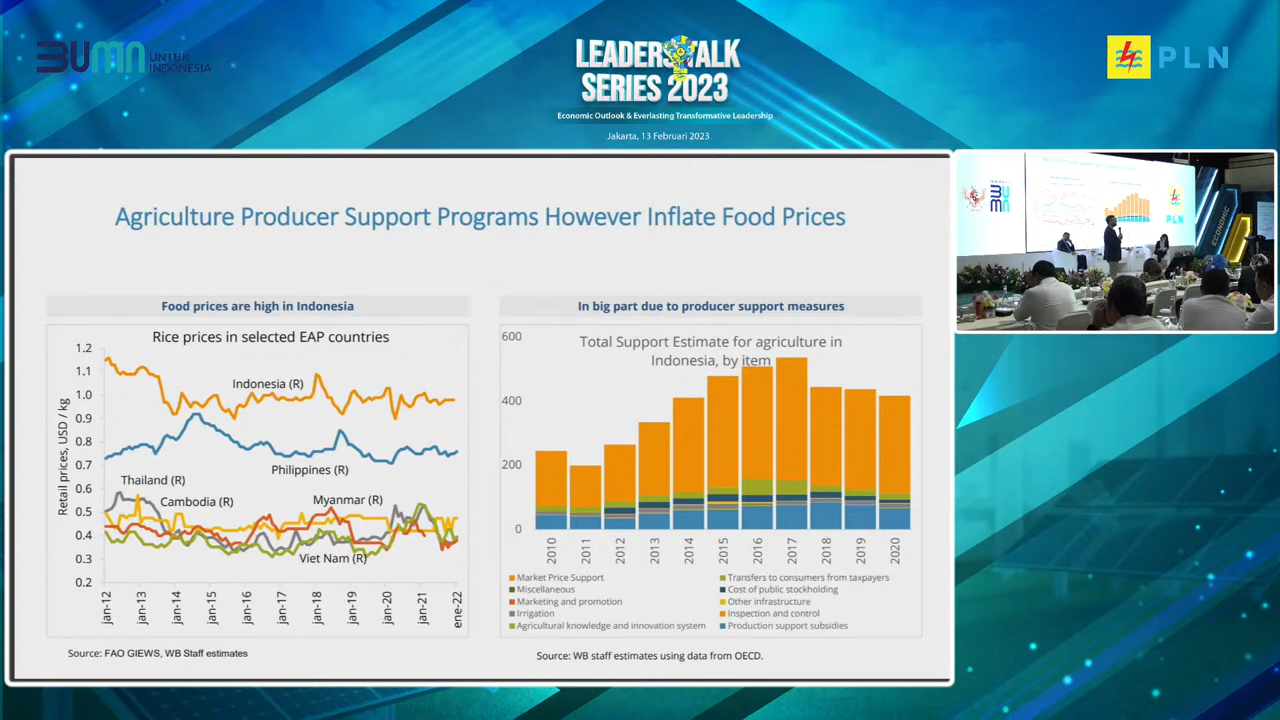 BUMN
UNTUK
INDONESIA
LEADERS TALK
SERIES 2023
Economic Outlook & Everlasting Transformative Leadership
Jakarta, 13 Februari 2023
PLN
Agriculture Producer Support Programs However Inflate Food Prices
Food prices are high in Indonesia
Rice prices in selected EAP countries
Retail prices, USD / kg
1.2
1.1
1.0
0.9
0.8
0.7
0.6
0.5
0.4
0.3
0.2
Indonesia (R)
Philippines (R)
Thailand (R)
Cambodia (R)
Myanmar (R)
Viet Nam (R)
jan-12
jan-13
jan-14
jan-15
jan-16
jan-17
jan-18
jan-19
jan-20
jan-21
ene-22
Source: FAO GIEWS, WB Staff estimates
In big part due to producer support measures
Total Support Estimate for agriculture in
Indonesia, by item
600
400
200
0
2010
2011
2012
2013
2014
2015
2016
2017
2018
2019
2020
Market Price Support
Transfers to consumers from taxpayers
Miscellaneous
Cost of public stockholding
Marketing and promotion
Other infrastructure
Irrigation
Inspection and control
Agricultural knowledge and innovation system
Production support subsidies
Source: WB staff estimates using data from OECD.
PLN
ECONOMIC